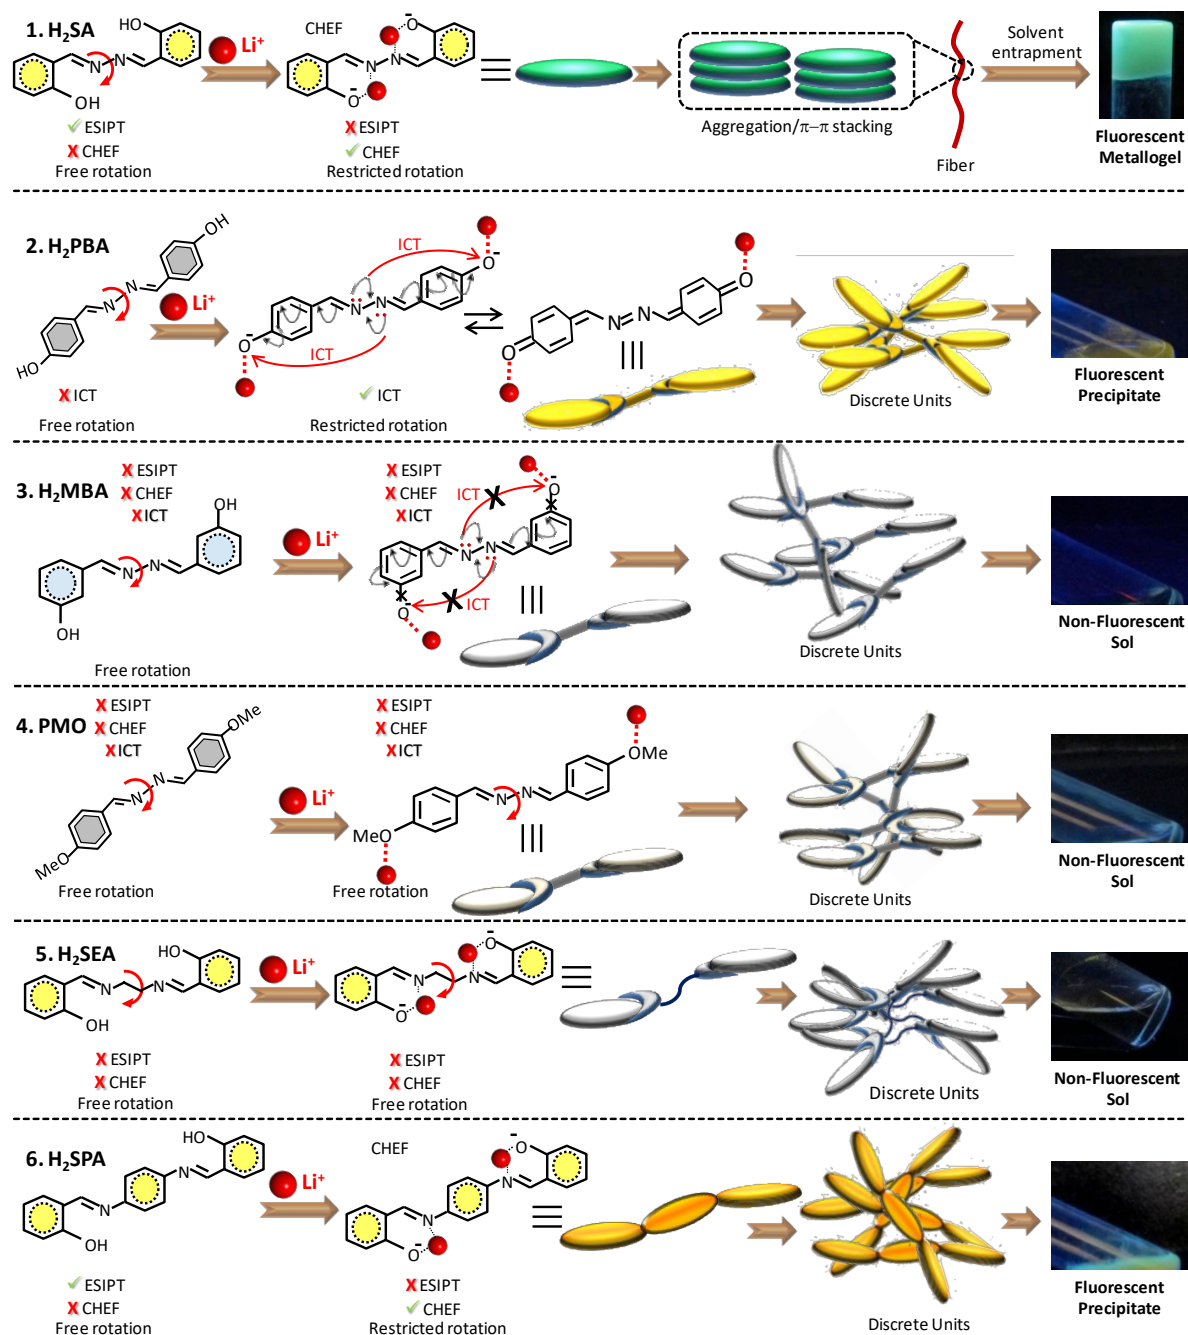 1. H₂SA
HO
N
N
OH
Li⁺
✓ ESIPT
X CHEF
Free rotation
CHEF
O⁻
N
N
O⁻
X ESIPT
✓ CHEF
Restricted rotation
Aggregation/π–π stacking
Fiber
Solvent
entrapment
Fluorescent
Metallogel
2. H₂PBA
OH
N
N
HO
Li⁺
X ICT
Free rotation
ICT
O⁻
N
N
O⁻
ICT
✓ ICT
Restricted rotation
O
N
N
O
Discrete Units
Fluorescent
Precipitate
3. H₂MBA
X ESIPT
X CHEF
X ICT
OH
N
N
OH
Free rotation
Li⁺
X ESIPT
X CHEF
X ICT
ICT
O⁻
N
N
O⁻
ICT
Discrete Units
Non-Fluorescent
Sol
4. PMO
X ESIPT
X CHEF
X ICT
OMe
N
N
MeO
Free rotation
Li⁺
X ESIPT
X CHEF
X ICT
OMe
N
N
MeO
Free rotation
Discrete Units
Non-Fluorescent
Sol
5. H₂SEA
HO
N
N
OH
X ESIPT
X CHEF
Free rotation
Li⁺
O⁻
N
N
O⁻
X ESIPT
X CHEF
Free rotation
Discrete Units
Non-Fluorescent
Sol
6. H₂SPA
HO
N
N
OH
✓ ESIPT
X CHEF
Free rotation
Li⁺
CHEF
O⁻
N
N
O⁻
X ESIPT
✓ CHEF
Restricted rotation
Discrete Units
Fluorescent
Precipitate